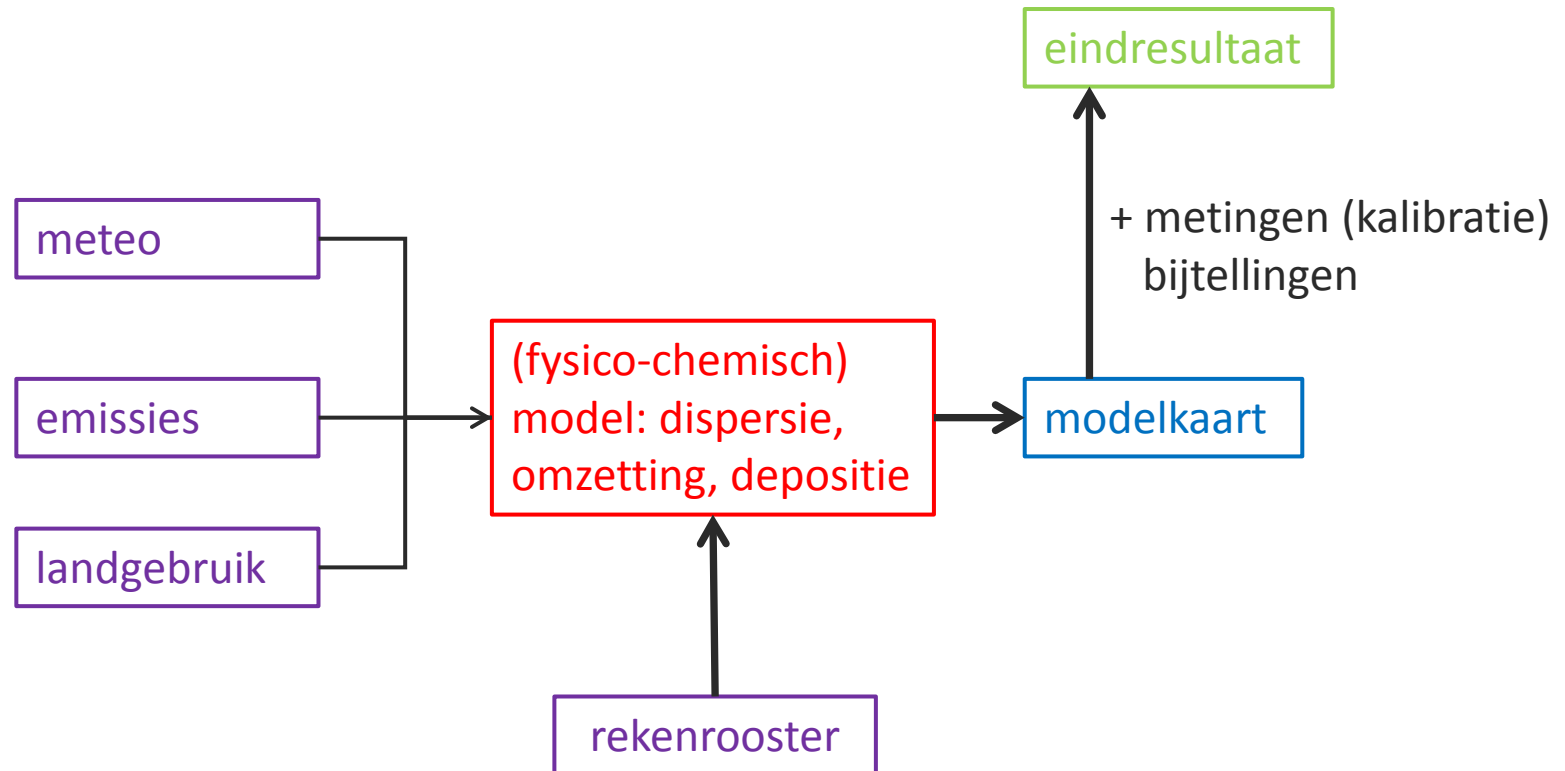 eindresultaat
+ metingen (kalibratie)
bijtellingen
meteo
emissies
landgebruik
(fysico-chemisch)
model: dispersie,
omzetting, depositie
modelkaart
rekenrooster